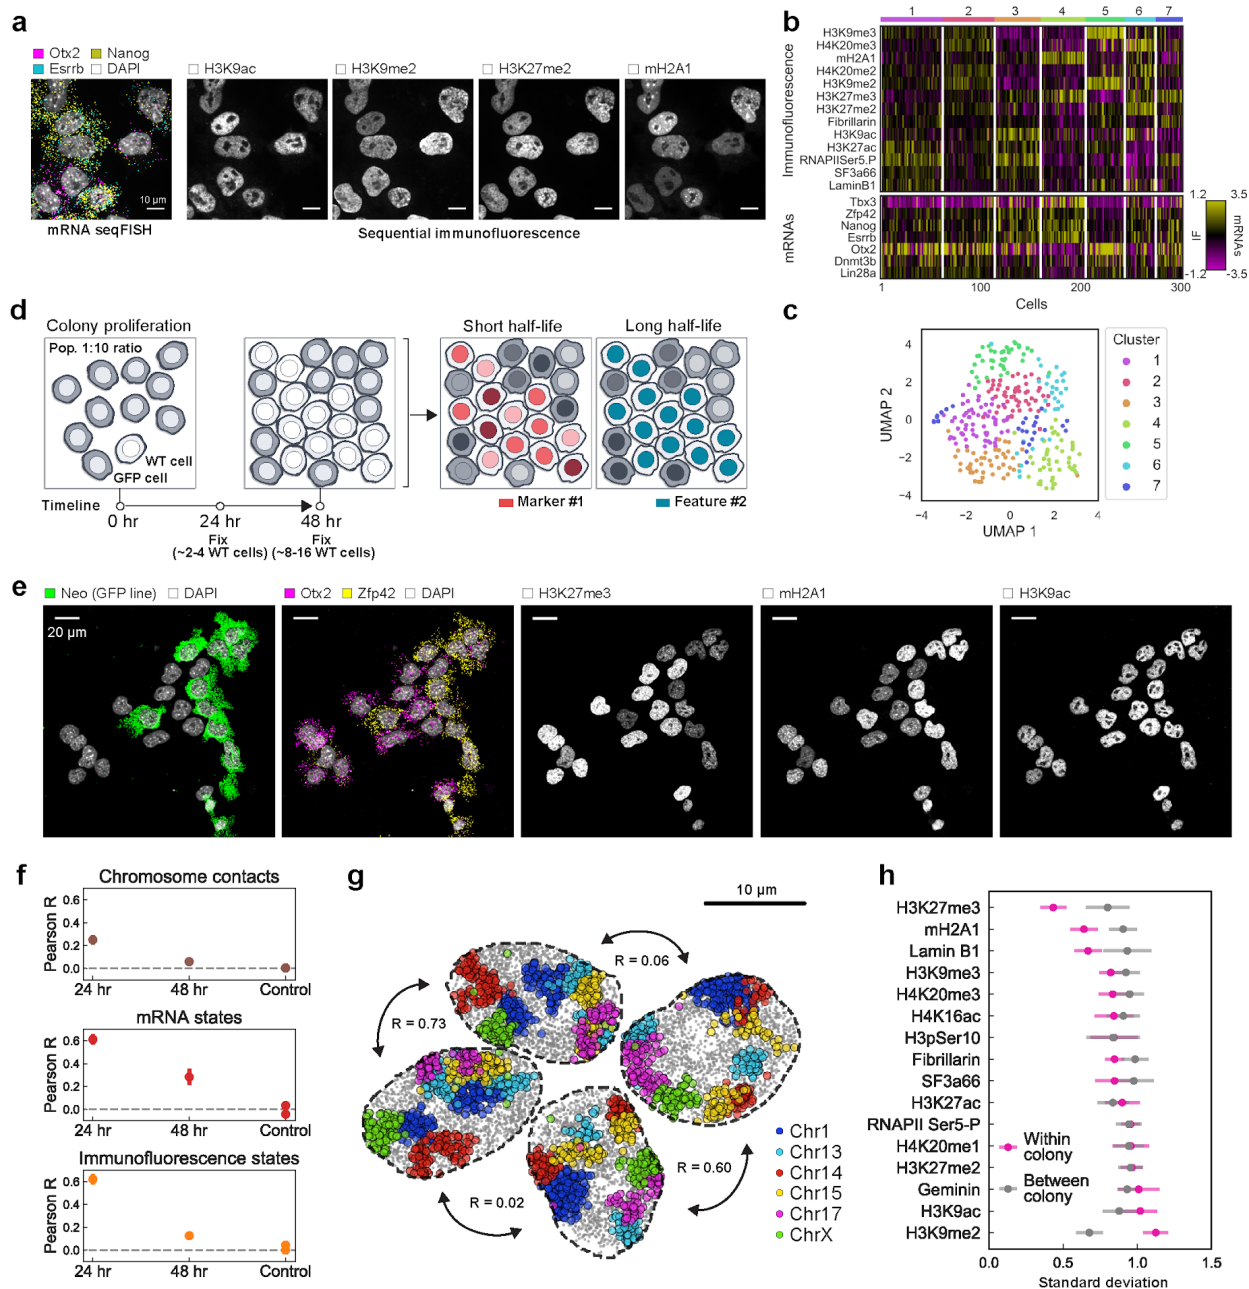 a
Otx2 Nanog
Esrrb DAPI
H3K9ac
H3K9me2
H3K27me2
mH2A1
10 µm
mRNA seqFISH
Sequential immunofluorescence
b
1 2 3 4 5 6 7
Immunofluorescence
H3K9me3
H4K20me3
mH2A1
H4K20me2
H3K9me2
H3K27me3
H3K27me2
Fibrillarin
H3K9ac
H3K27ac
RNAPIISer5.P
SF3a66
LaminB1
mRNAs
Tbx3
Zfp42
Nanog
Esrrb
Otx2
Dnmt3b
Lin28a
1 100 200 300
Cells
1.2 3.5
IF mRNAs
-1.2 -3.5
c
UMAP 2
4
2
0
−2
−4
−4 −2 0 2 4
UMAP 1
Cluster
1
2
3
4
5
6
7
d
Colony proliferation
Pop. 1:10 ratio
WT cell
GFP cell
Timeline
0 hr
24 hr
48 hr
Fix
(~2-4 WT cells)
Fix
(~8-16 WT cells)
Short half-life
Long half-life
Marker #1
Feature #2
e
Neo (GFP line) DAPI
Otx2 Zfp42 DAPI
H3K27me3
mH2A1
H3K9ac
20 µm
f
Chromosome contacts
Pearson R
0.6
0.4
0.2
0.0
24 hr 48 hr Control
mRNA states
Pearson R
0.6
0.4
0.2
0.0
24 hr 48 hr Control
Immunofluorescence states
Pearson R
0.6
0.4
0.2
0.0
24 hr 48 hr Control
g
10 µm
R = 0.06
R = 0.73
R = 0.60
R = 0.02
Chr1
Chr13
Chr14
Chr15
Chr17
ChrX
h
H3K27me3
mH2A1
Lamin B1
H3K9me3
H4K20me3
H4K16ac
H3pSer10
Fibrillarin
SF3a66
H3K27ac
RNAPII Ser5-P
H4K20me1
H3K27me2
Geminin
H3K9ac
H3K9me2
Within
colony
Between
colony
0.0 0.5 1.0 1.5
Standard deviation